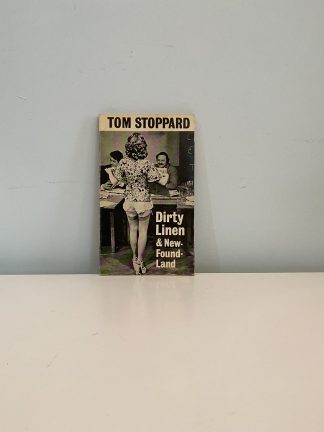 TOM STOPPARD
Dirty
Linen
& New-
Found-
Land